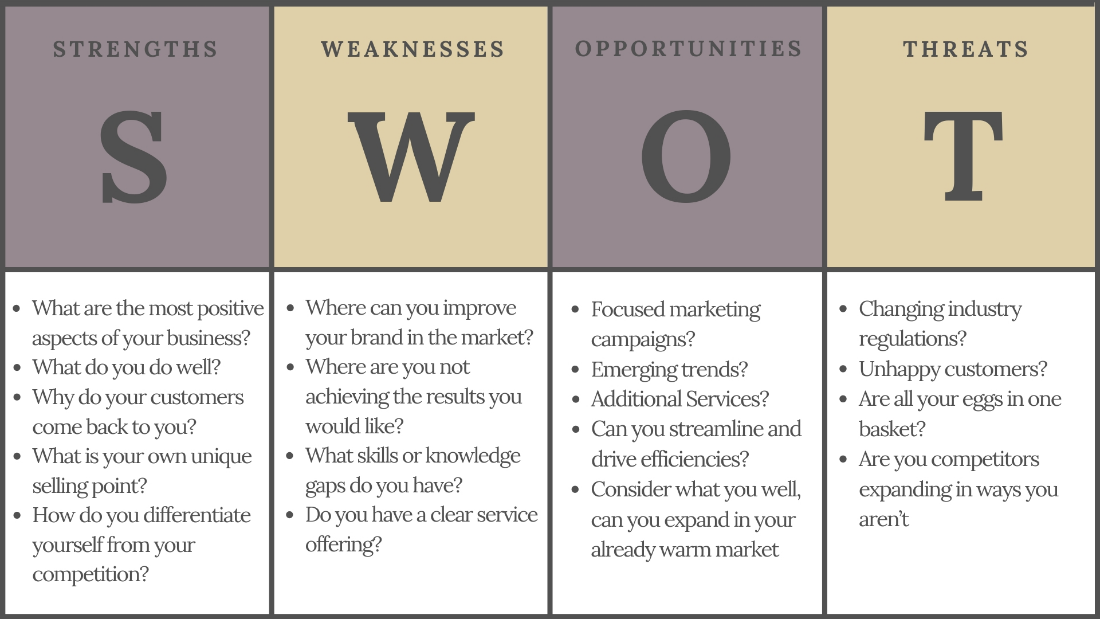 STRENGTHS
S
• What are the most positive
aspects of your business?
• What do you do well?
• Why do your customers
come back to you?
• What is your own unique
selling point?
• How do you differentiate
yourself from your
competition?
WEAKNESSES
W
• Where can you improve
your brand in the market?
• Where are you not
achieving the results you
would like?
• What skills or knowledge
gaps do you have?
• Do you have a clear service
offering?
OPPORTUNITIES
O
• Focused marketing
campaigns?
• Emerging trends?
• Additional Services?
• Can you streamline and
drive efficiencies?
• Consider what you well,
can you expand in your
already warm market
THREATS
T
• Changing industry
regulations?
• Unhappy customers?
• Are all your eggs in one
basket?
• Are you competitors
expanding in ways you
aren't